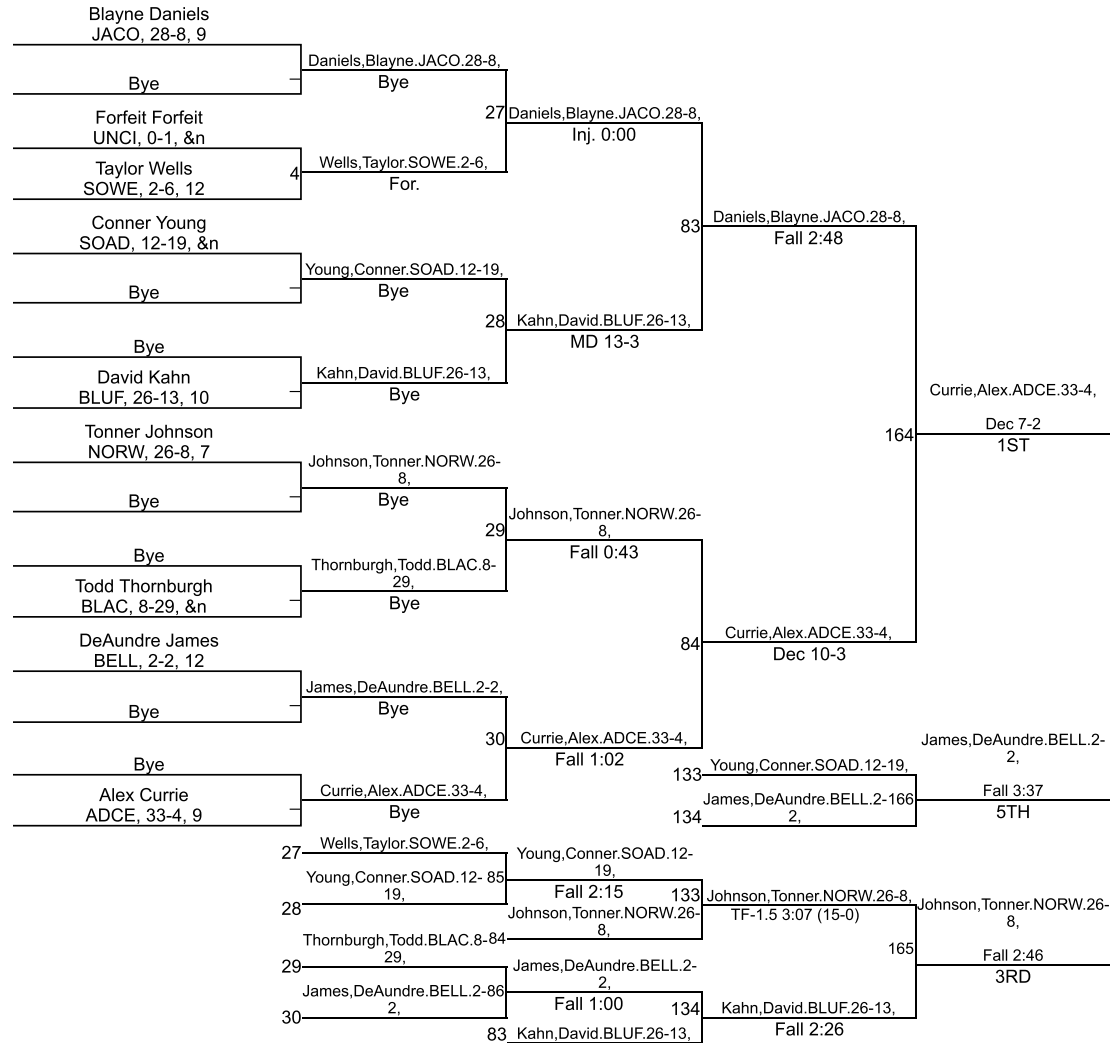 Blayne Daniels
JACO, 28-8, 9
Daniels,Blayne.JACO.28-8,
Bye
Bye
27
Daniels,Blayne.JACO.28-8,
Inj. 0:00
Forfeit Forfeit
UNCI, 0-1, &n
4
Wells,Taylor.SOWE.2-6,
For.
Taylor Wells
SOWE, 2-6, 12
83
Daniels,Blayne.JACO.28-8,
Fall 2:48
Conner Young
SOAD, 12-19, &n
Young,Conner.SOAD.12-19,
Bye
Bye
28
Kahn,David.BLUF.26-13,
MD 13-3
Bye
David Kahn
BLUF, 26-13, 10
Kahn,David.BLUF.26-13,
Bye
Currie,Alex.ADCE.33-4,
164
Dec 7-2
1ST
Tonner Johnson
NORW, 26-8, 7
Johnson,Tonner.NORW.26-
8,
Bye
Bye
29
Johnson,Tonner.NORW.26-
8,
Fall 0:43
Bye
Todd Thornburgh
BLAC, 8-29, &n
Thornburgh,Todd.BLAC.8-
29,
Bye
84
Currie,Alex.ADCE.33-4,
Dec 10-3
DeAundre James
BELL, 2-2, 12
James,DeAundre.BELL.2-2,
Bye
Bye
30
Currie,Alex.ADCE.33-4,
Fall 1:02
Bye
Alex Currie
ADCE, 33-4, 9
Currie,Alex.ADCE.33-4,
Bye
133
Young,Conner.SOAD.12-19,
134
James,DeAundre.BELL.2-
2,
166
James,DeAundre.BELL.2-
2,
Fall 3:37
5TH
27
Wells,Taylor.SOWE.2-6,
28
Young,Conner.SOAD.12-
19,
85
Young,Conner.SOAD.12-
19,
Fall 2:15
133
Johnson,Tonner.NORW.26-8,
TF-1.5 3:07 (15-0)
84
Johnson,Tonner.NORW.26-
8,
29
Thornburgh,Todd.BLAC.8-
29,
30
James,DeAundre.BELL.2-
2,
86
James,DeAundre.BELL.2-
2,
Fall 1:00
134
Kahn,David.BLUF.26-13,
Fall 2:26
83
Kahn,David.BLUF.26-13,
165
Johnson,Tonner.NORW.26-
8,
Fall 2:46
3RD